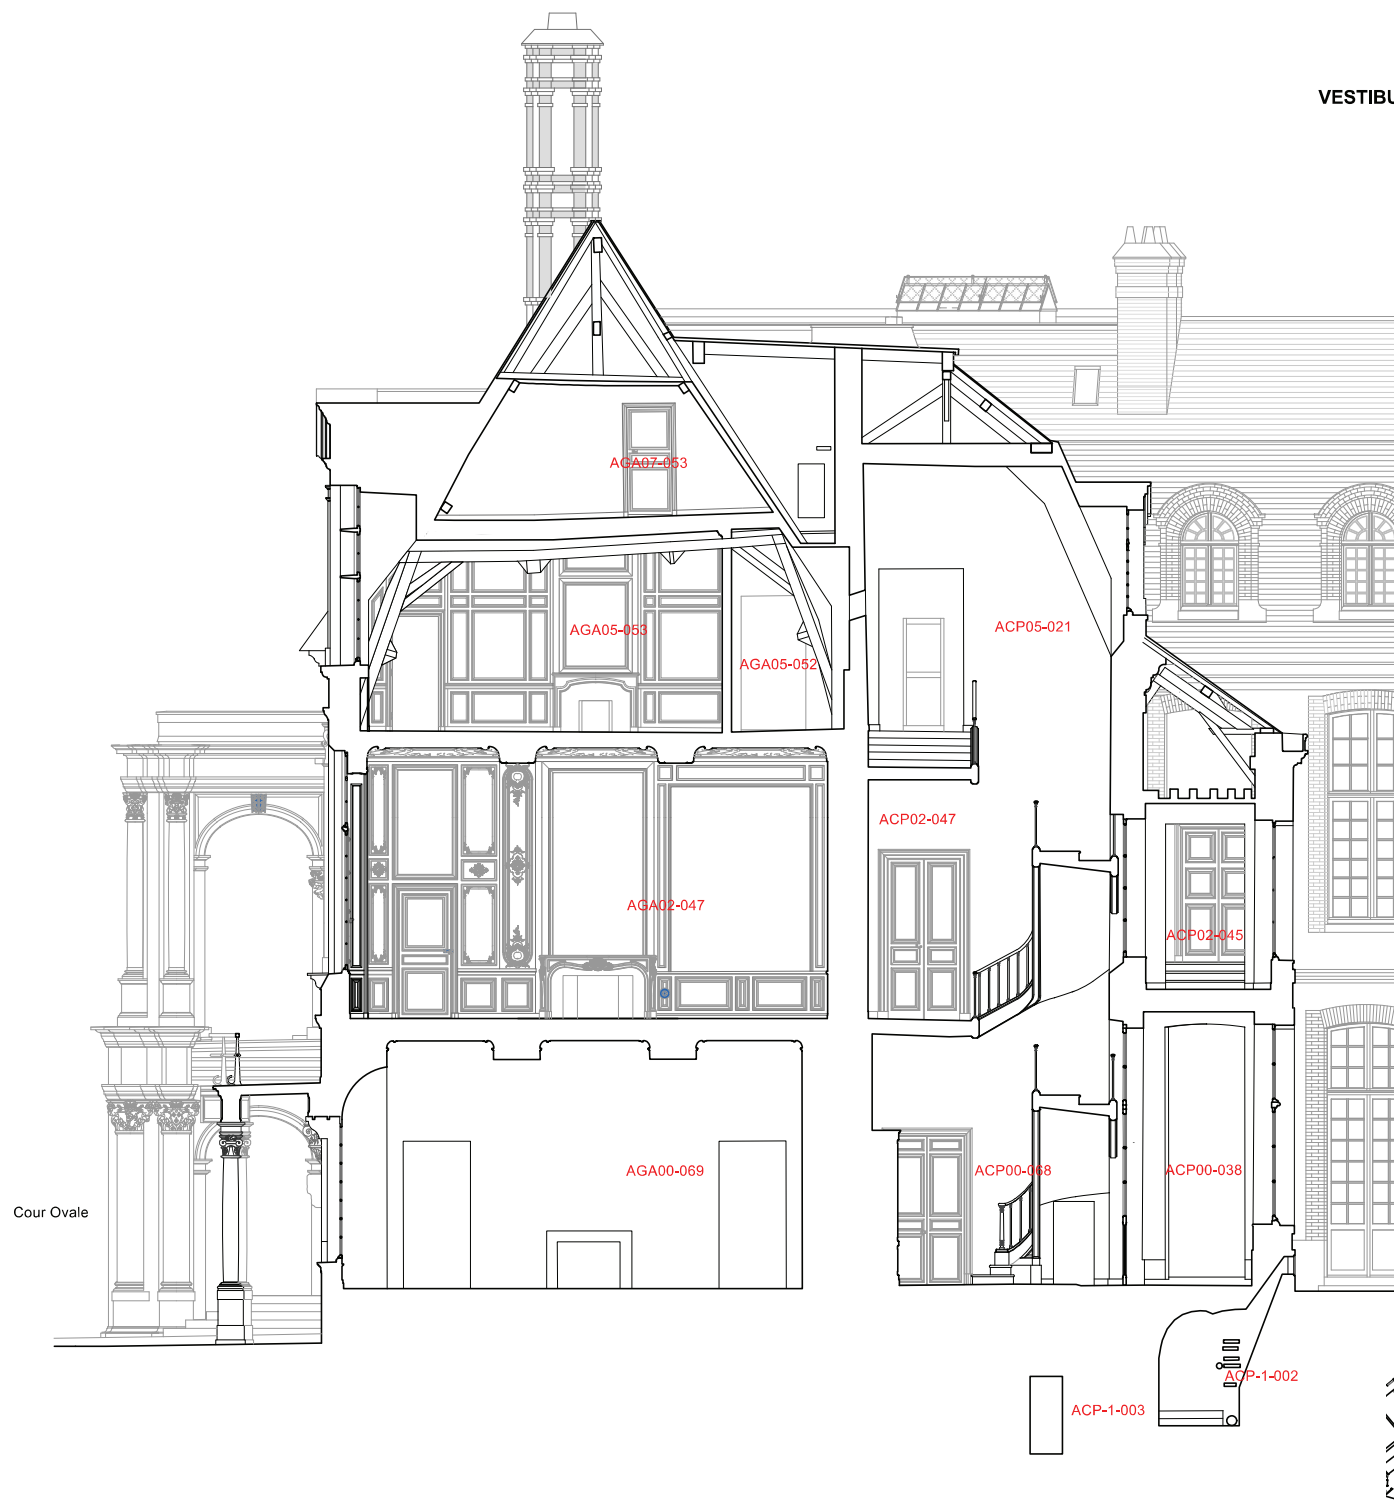 VESTIBU
AGA07-053
AGA05-053
ACP05-021
AGA05-052
ACP02-047
AGA02-047
ACP02-045
AGA00-069
ACP00-068
ACP00-038
Cour Ovale
ACP-1-002
ACP-1-003